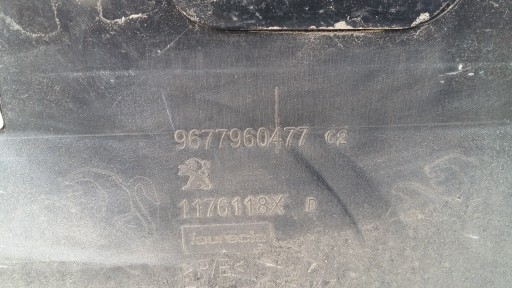 9677960477 C2
1176118X D
faurecia
>P/E<